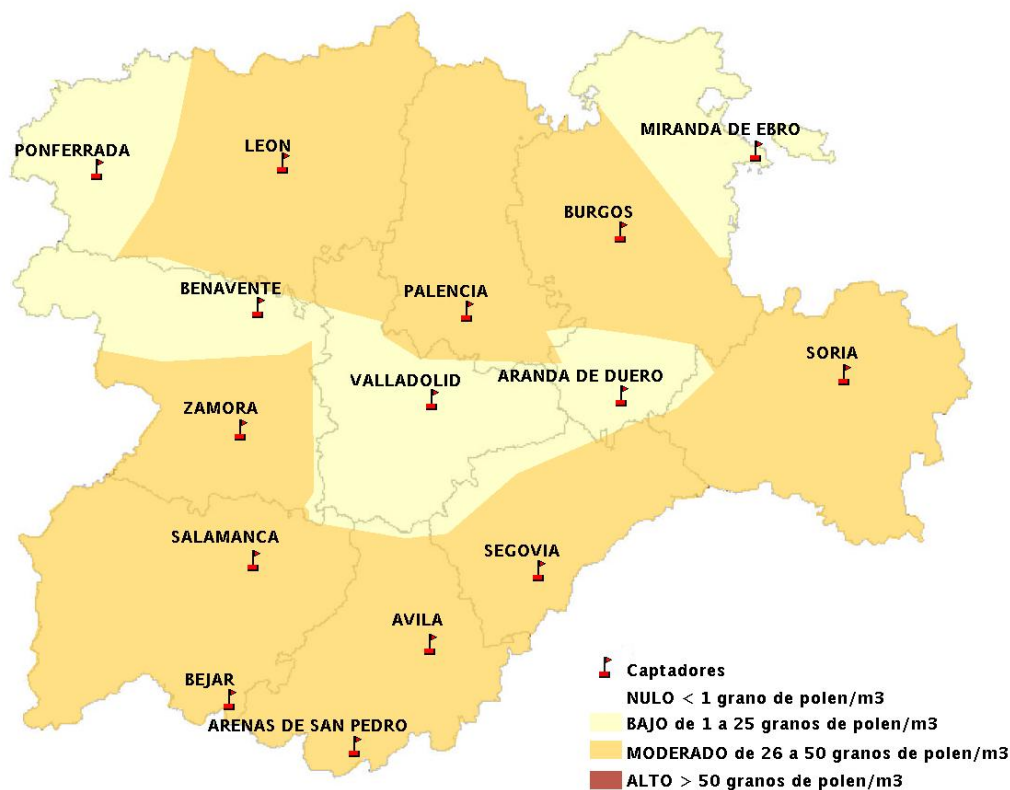 MIRANDA DE EBRO
PONFERRADA
LEON
BURGOS
BENAVENTE
PALENCIA
SORIA
VALLADOLID
ARANDA DE DUERO
ZAMORA
SALAMANCA
SEGOVIA
AVILA
BEJAR
ARENAS DE SAN PEDRO
Captadores
NULO < 1 grano de polen/m3
BAJO de 1 a 25 granos de polen/m3
MODERADO de 26 a 50 granos de polen/m3
ALTO > 50 granos de polen/m3